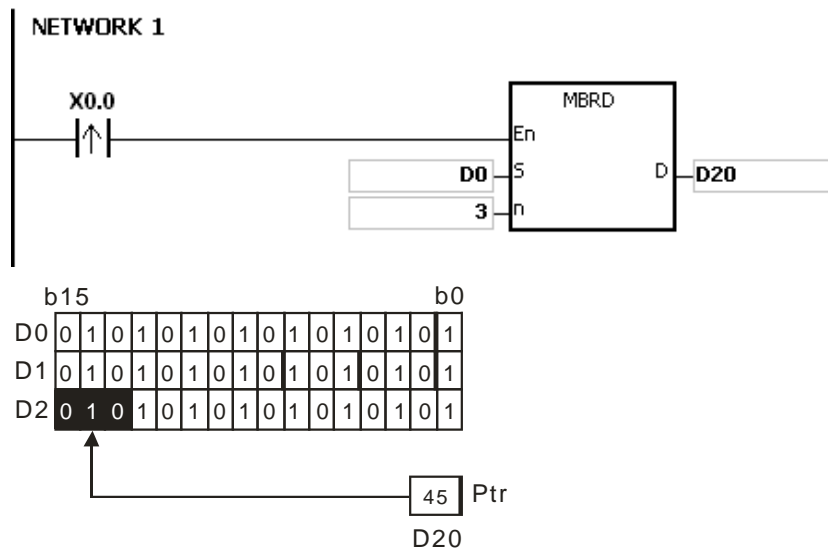 NETWORK 1
X0.0
MBRD
En
D0 S D D20
3 n
b15 b0
D0 0 1 0 1 0 1 0 1 0 1 0 1 0 1 0 1
D1 0 1 0 1 0 1 0 1 0 1 0 1 0 1 0 1
D2 0 1 0 1 0 1 0 1 0 1 0 1 0 1 0 1
45 Ptr
D20